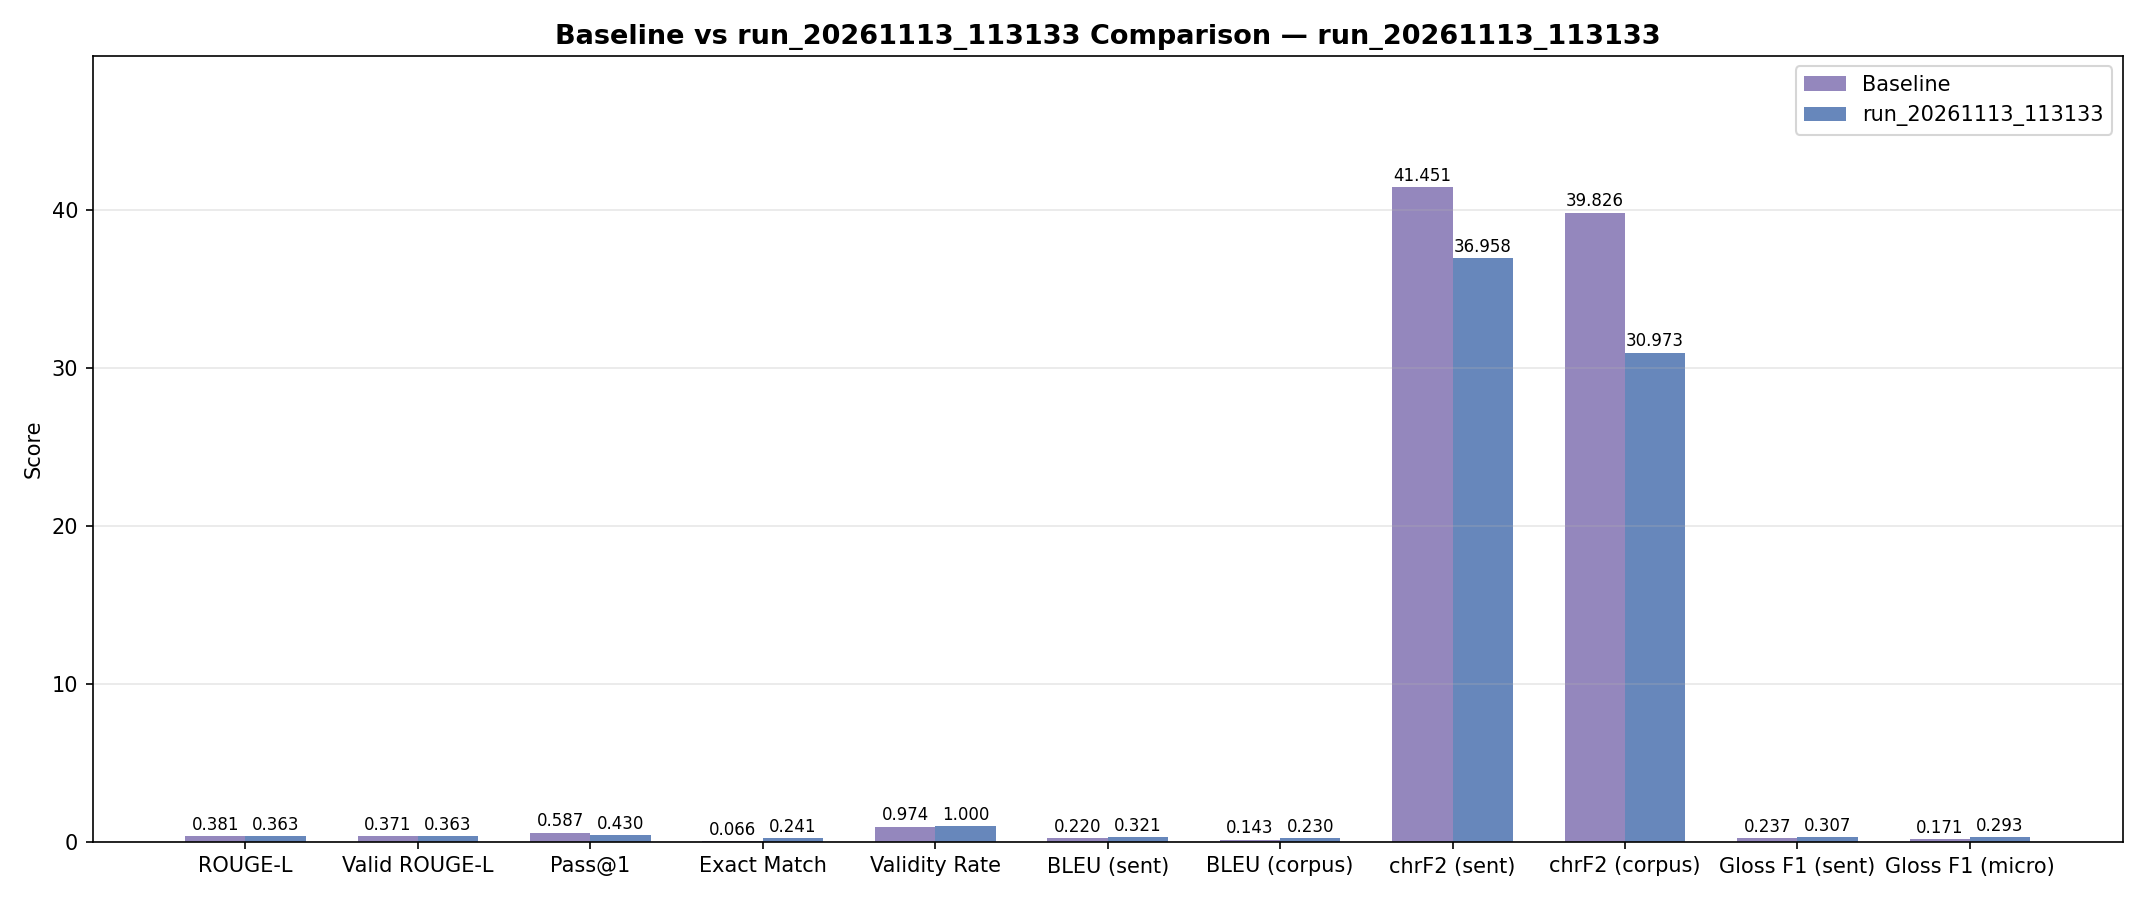 Baseline vs run_20261113_113133 Comparison — run_20261113_113133
Baseline
run_20261113_113133
Score
40
30
20
10
0
41.451
36.958
39.826
30.973
0.381 0.363
0.371 0.363
0.587 0.430
0.066 0.241
0.974 1.000
0.220 0.321
0.143 0.230
0.237 0.307
0.171 0.293
ROUGE-L
Valid ROUGE-L
Pass@1
Exact Match
Validity Rate
BLEU (sent)
BLEU (corpus)
chrF2 (sent)
chrF2 (corpus)
Gloss F1 (sent)
Gloss F1 (micro)